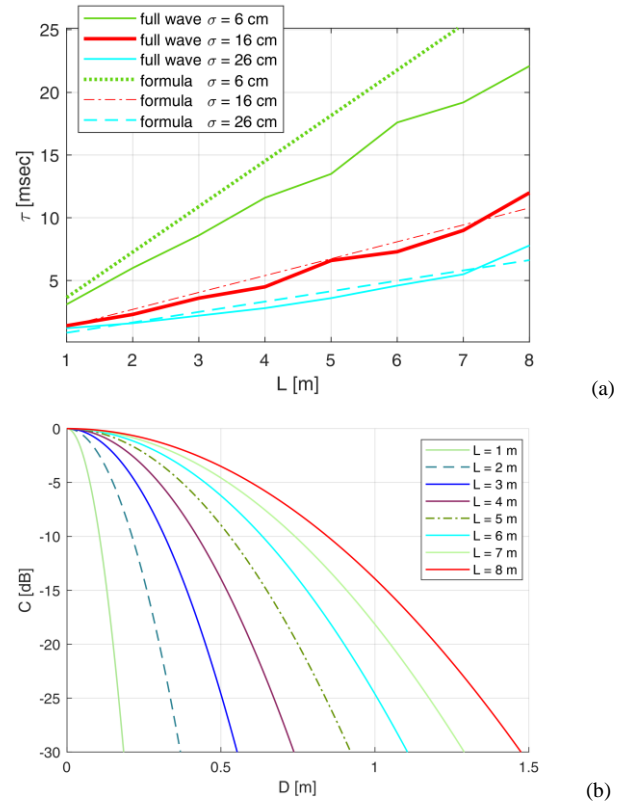 full wave σ = 6 cm
full wave σ = 16 cm
full wave σ = 26 cm
formula σ = 6 cm
formula σ = 16 cm
formula σ = 26 cm
25
20
15
10
5
τ [msec]
1 2 3 4 5 6 7 8
L [m]
(a)
0
-5
-10
-15
-20
-25
-30
C [dB]
L = 1 m
L = 2 m
L = 3 m
L = 4 m
L = 5 m
L = 6 m
L = 7 m
L = 8 m
0 0.5 1 1.5
D [m]
(b)